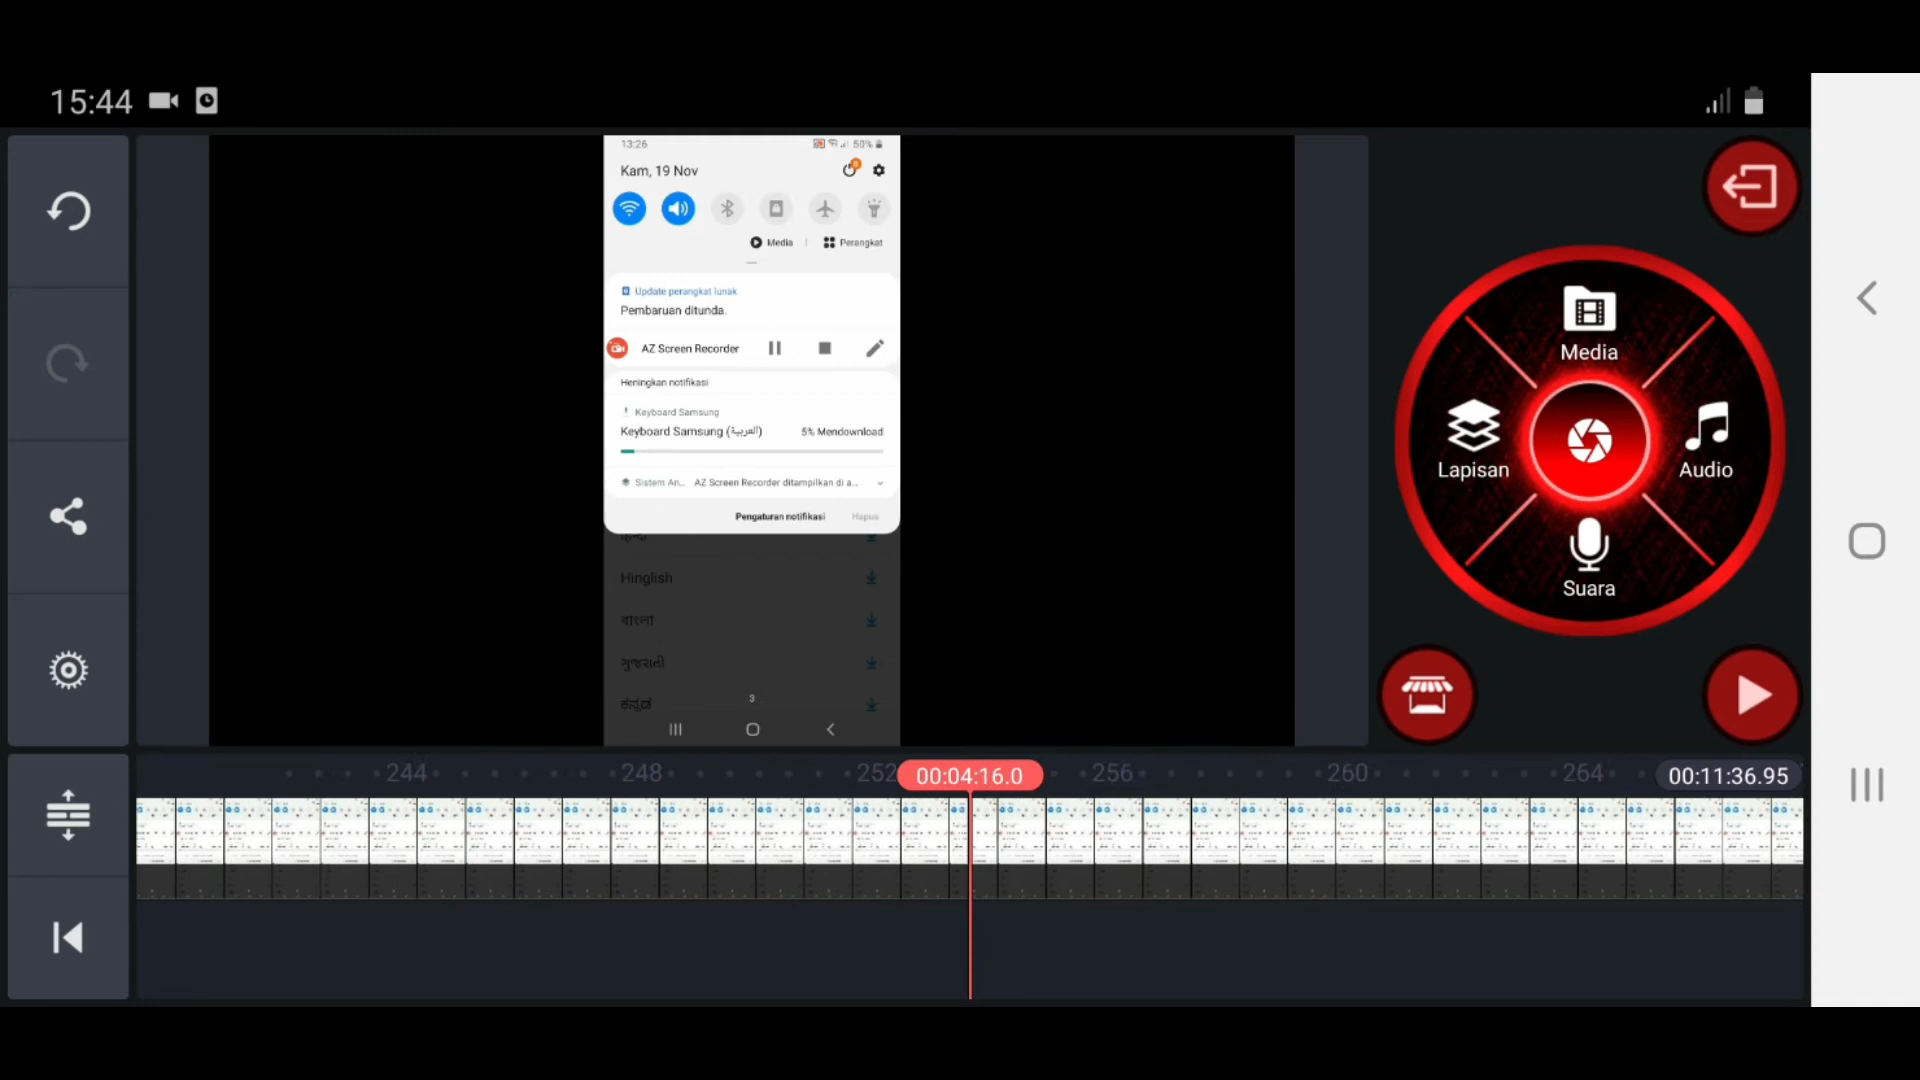 15:44
13:26
50%
Kam, 19 Nov
Media
Perangkat
Update perangkat lunak
Pembaruan ditunda.
AZ Screen Recorder
Heningkan notifikasi
Keyboard Samsung
Keyboard Samsung (العربية)
5% Mendownload
Sistem An... AZ Screen Recorder ditampilkan di a...
Pengaturan notifikasi
Hapus
हिन्दी
Hinglish
বাংলা
ગુજરાતી
ಕನ್ನಡ
3
Media
Lapisan
Audio
Suara
244
248
252
00:04:16.0
256
260
264
00:11:36.95